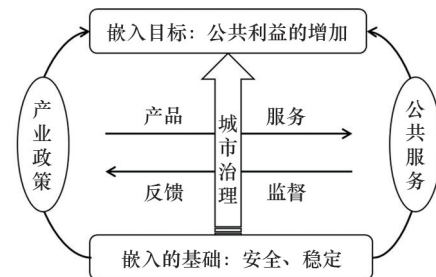 嵌入目标：公共利益的增加
产业政策
产品
服务
城市治理
公共服务
反馈
监督
嵌入的基础：安全、稳定